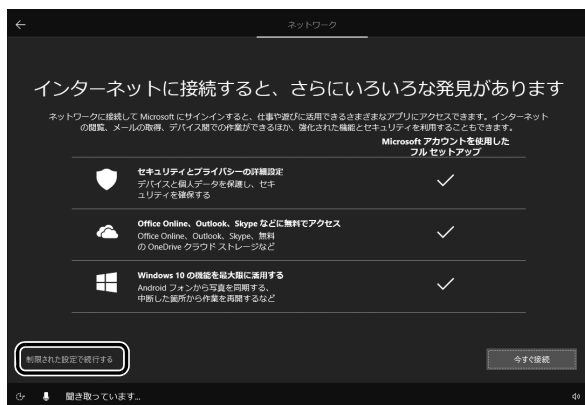 ネットワーク
インターネットに接続すると、さらにいろいろな発見があります
ネットワークに接続して Microsoft にサインインすると、仕事や遊びに活用できるさまざまなアプリにアクセスできます。インターネット
の閲覧、メールの取得、デバイス間での作業ができるほか、強化された機能とセキュリティを利用することもできます。
Microsoft アカウントを使用した
フル セットアップ
セキュリティとプライバシーの詳細設定
デバイスと個人データを保護し、セキ
ュリティを確保する
Office Online、Outlook、Skype などに無料でアクセス
Office Online、Outlook、Skype、無料
の OneDrive クラウド ストレージなど
Windows 10 の機能を最大限に活用する
Android フォンから写真を同期する、
中断した箇所から作業を再開するなど
制限された設定で続行する
今すぐ接続
聞き取っています...